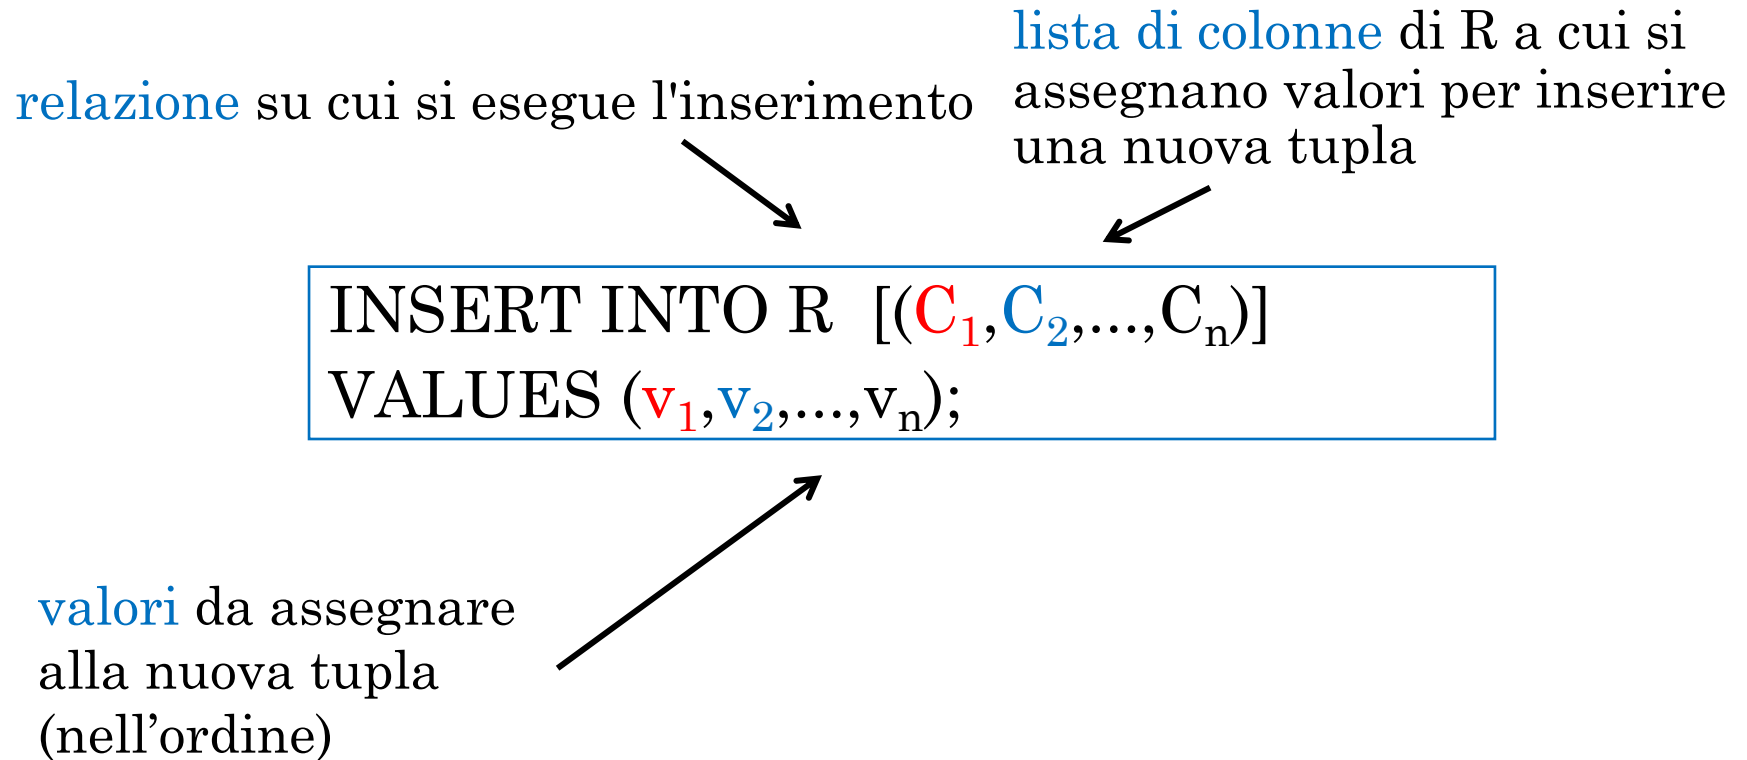 relazione su cui si esegue l'inserimento
lista di colonne di R a cui si
assegnano valori per inserire
una nuova tupla
INSERT INTO R [(C₁,C₂,...,Cₙ)]
VALUES (v₁,v₂,...,vₙ);
valori da assegnare
alla nuova tupla
(nell’ordine)